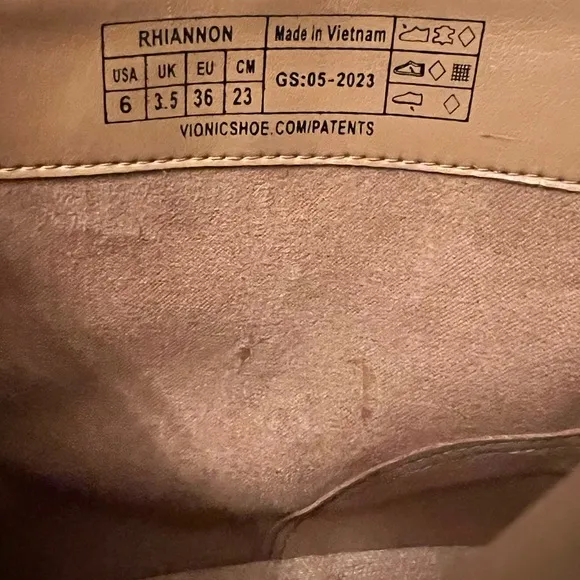 RHIANNON Made in Vietnam
USA UK EU CM GS:05-2023
6 3.5 36 23
VIONICSHOE.COM/PATENTS